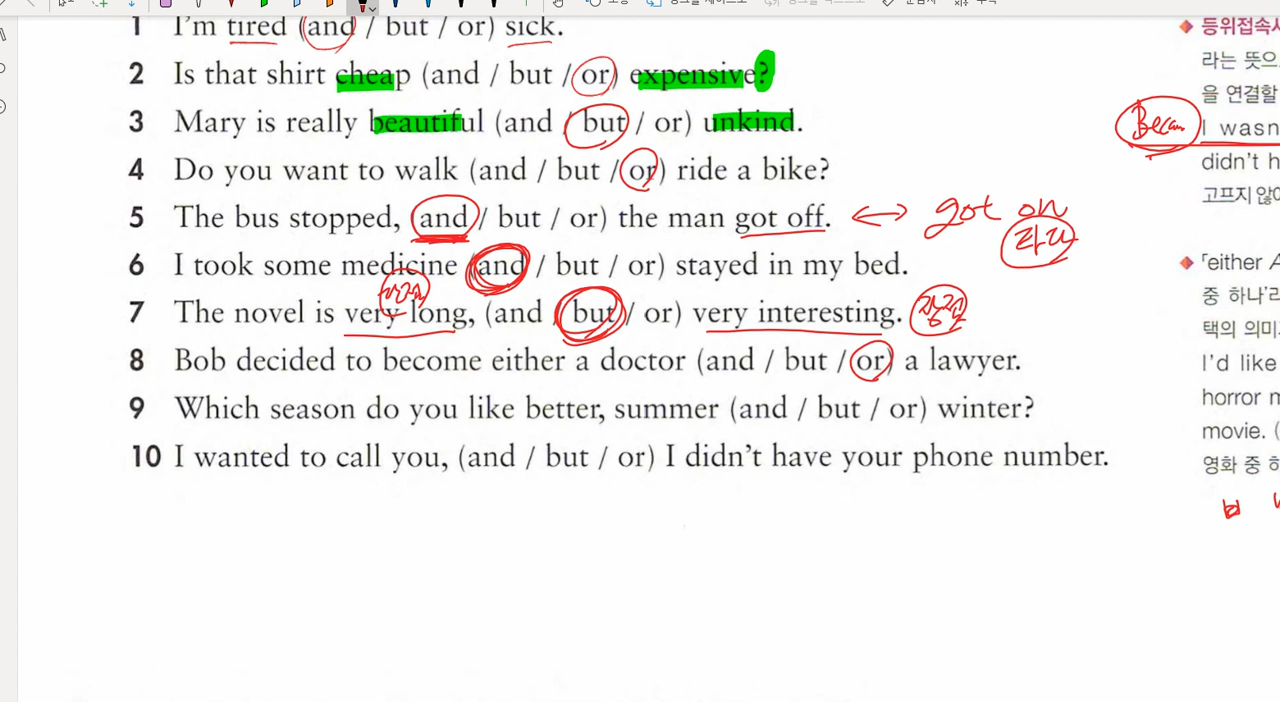 1 I'm tired (and / but / or) sick.
2 Is that shirt cheap (and / but / or) expensive?
3 Mary is really beautiful (and / but / or) unkind.
4 Do you want to walk (and / but / or) ride a bike?
5 The bus stopped, (and / but / or) the man got off. ↔ got on
타다
6 I took some medicine (and / but / or) stayed in my bed.
7 The novel is very long, (and / but / or) very interesting. 장점
8 Bob decided to become either a doctor (and / but / or) a lawyer.
9 Which season do you like better, summer (and / but / or) winter?
10 I wanted to call you, (and / but / or) I didn't have your phone number.
◆ 등위접속사
라는 뜻으
을 연결할
Becau
I wasn
didn't h
고프지 않아
◆ 「either A
중 하나'라
택의 의미
I'd like
horror m
movie. (
영화 중 하